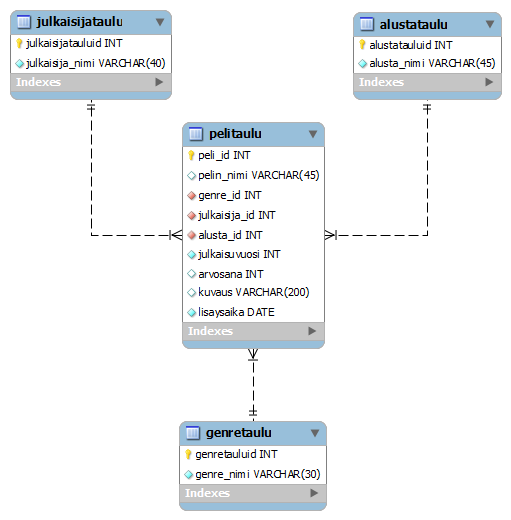 julkaisijataulu
julkaisijatauluid INT
julkaisija_nimi VARCHAR(40)
Indexes
alustataulu
alustatauluid INT
alusta_nimi VARCHAR(45)
Indexes
pelitaulu
peli_id INT
pelin_nimi VARCHAR(45)
genre_id INT
julkaisija_id INT
alusta_id INT
julkaisuvuosi INT
arvosana INT
kuvaus VARCHAR(200)
lisaysaika DATE
Indexes
genretaulu
genretauluid INT
genre_nimi VARCHAR(30)
Indexes